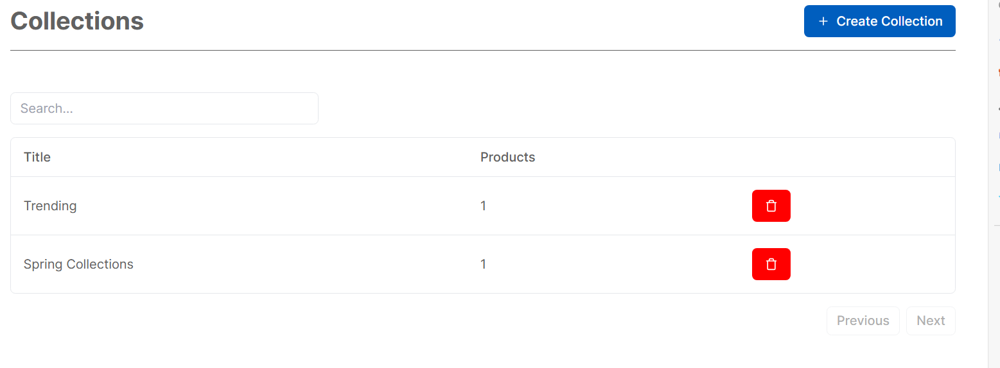 Collections
+ Create Collection
Search...
Title Products
Trending 1
Spring Collections 1
Previous Next